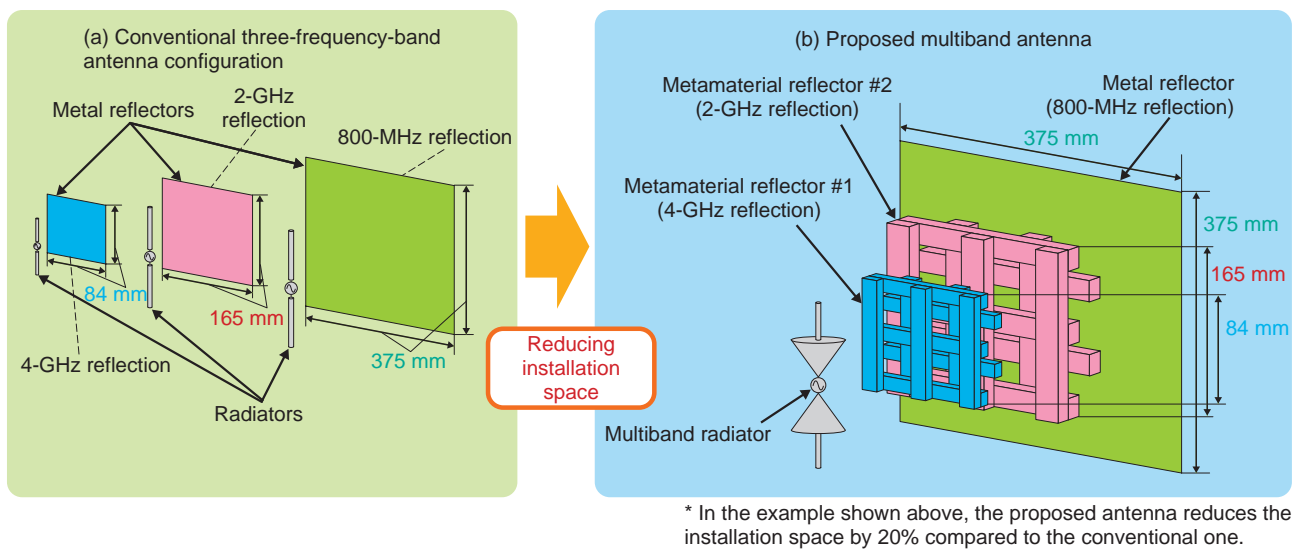 (a) Conventional three-frequency-band
antenna configuration
Metal reflectors
2-GHz
reflection
800-MHz reflection
84 mm
165 mm
375 mm
4-GHz reflection
Radiators
Reducing
installation
space
(b) Proposed multiband antenna
Metamaterial reflector #2
(2-GHz reflection)
Metal reflector
(800-MHz reflection)
375 mm
Metamaterial reflector #1
(4-GHz reflection)
375 mm
165 mm
84 mm
Multiband radiator
* In the example shown above, the proposed antenna reduces the
installation space by 20% compared to the conventional one.